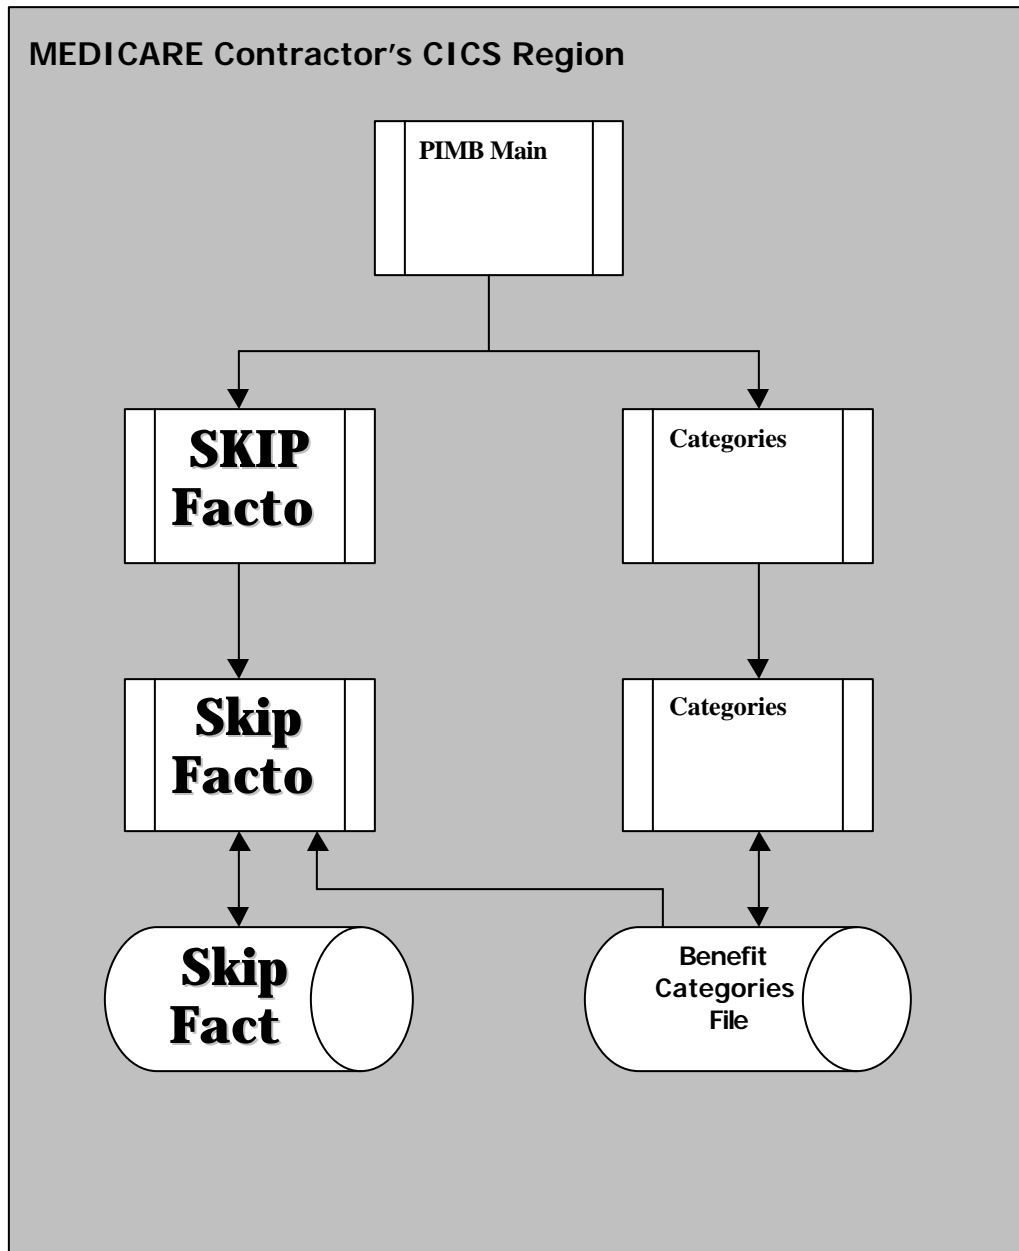 MEDICARE Contractor's CICS Region
PIMB Main
SKIP
Facto
Categories
Skip
Facto
Categories
Skip
Fact
Benefit
Categories
File